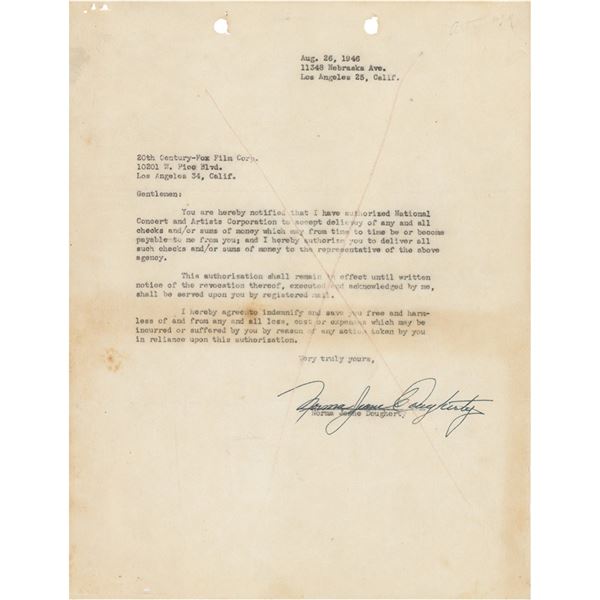 Aug. 26, 1946
11348 Nebraska Ave.
Los Angeles 25, Calif.
20th Century-Fox Film Corp.
10201 W. Pico Blvd.
Los Angeles 34, Calif.
Gentlemen:
You are hereby notified that I have authorized National
Concert and Artists Corporation to accept delivery of any and all
checks and/or sums of money which may from time to time be or become
payable to me from you; and I hereby authorize you to deliver all
such checks and/or sums of money to the representative of the above
agency.
This authorization shall remain in effect until written
notice of the revocation thereof, executed and acknowledged by me,
shall be served upon you by registered mail.
I hereby agree to indemnify and save you free and harm-
less of and from any and all loss, cost or expense which may be
incurred or suffered by you by reason of any action taken by you
in reliance upon this authorization.
Very truly yours,
Norma Jeane Dougherty
Norma Jeane Dougherty